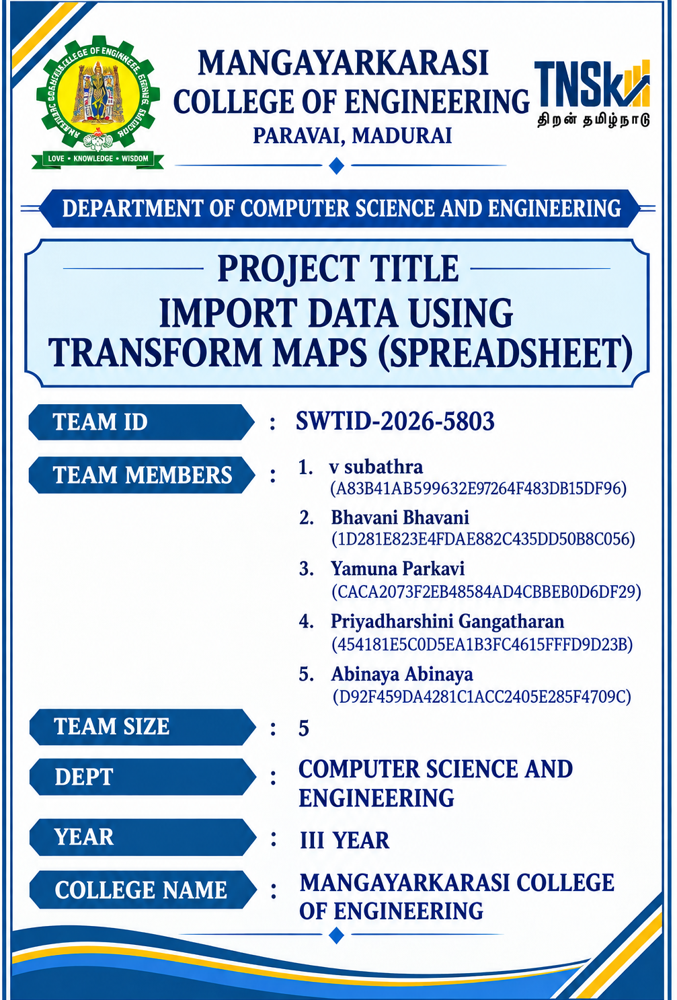 COLLEGE OF ENGINEERING
LOVE • KNOWLEDGE • WISDOM
MANGAYARKARASI
COLLEGE OF ENGINEERING
PARAVAI, MADURAI
TNSk
திறன் தமிழ்நாடு
DEPARTMENT OF COMPUTER SCIENCE AND ENGINEERING
PROJECT TITLE
IMPORT DATA USING
TRANSFORM MAPS (SPREADSHEET)
TEAM ID : SWTID-2026-5803
TEAM MEMBERS : 1. v subathra
(A83B41AB599632E97264F483DB15DF96)
2. Bhavani Bhavani
(1D281E823E4FDAE882C435DD50B8C056)
3. Yamuna Parkavi
(CACA2073F2EB48584AD4CBBEB0D6DF29)
4. Priyadharshini Gangatharan
(454181E5C0D5EA1B3FC4615FFFD9D23B)
5. Abinaya Abinaya
(D92F459DA4281C1ACC2405E285F4709C)
TEAM SIZE : 5
DEPT : COMPUTER SCIENCE AND
ENGINEERING
YEAR : III YEAR
COLLEGE NAME : MANGAYARKARASI COLLEGE
OF ENGINEERING